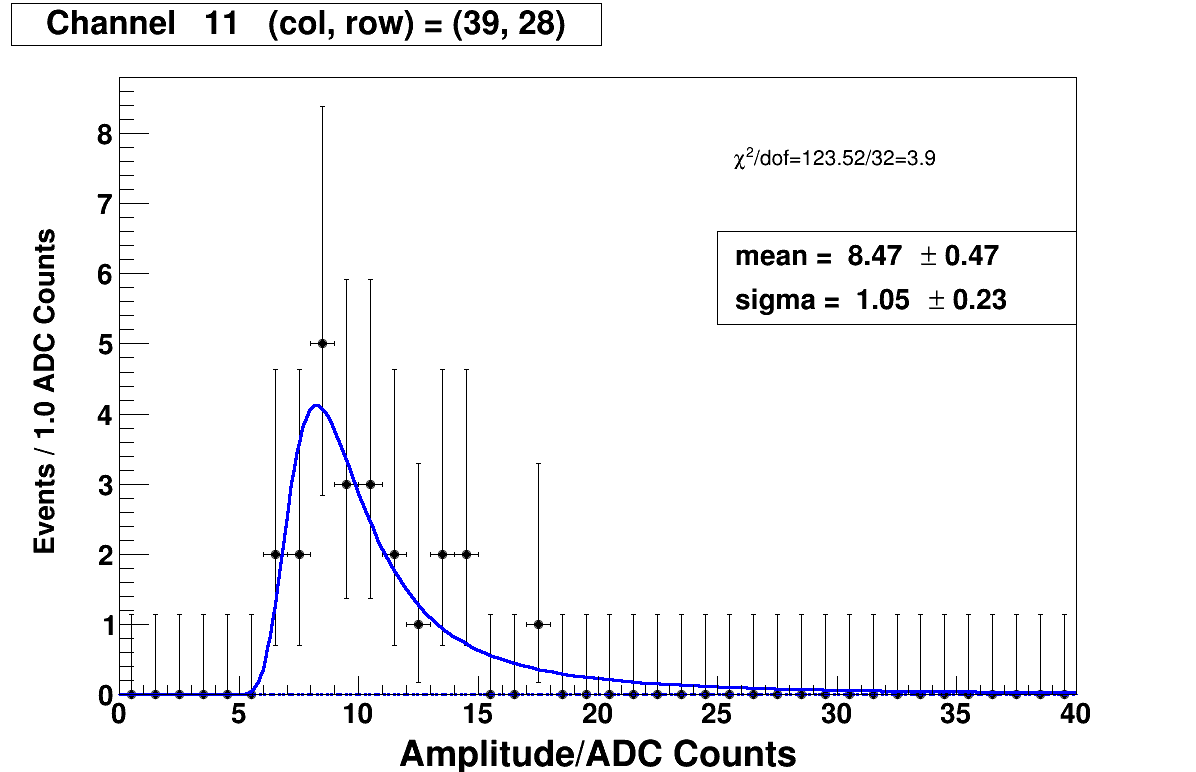 Channel 11 (col, row) = (39, 28)
χ²/dof=123.52/32=3.9
mean = 8.47 ± 0.47
sigma = 1.05 ± 0.23
Events / 1.0 ADC Counts
8
7
6
5
4
3
2
1
0
0 5 10 15 20 25 30 35 40
Amplitude/ADC Counts